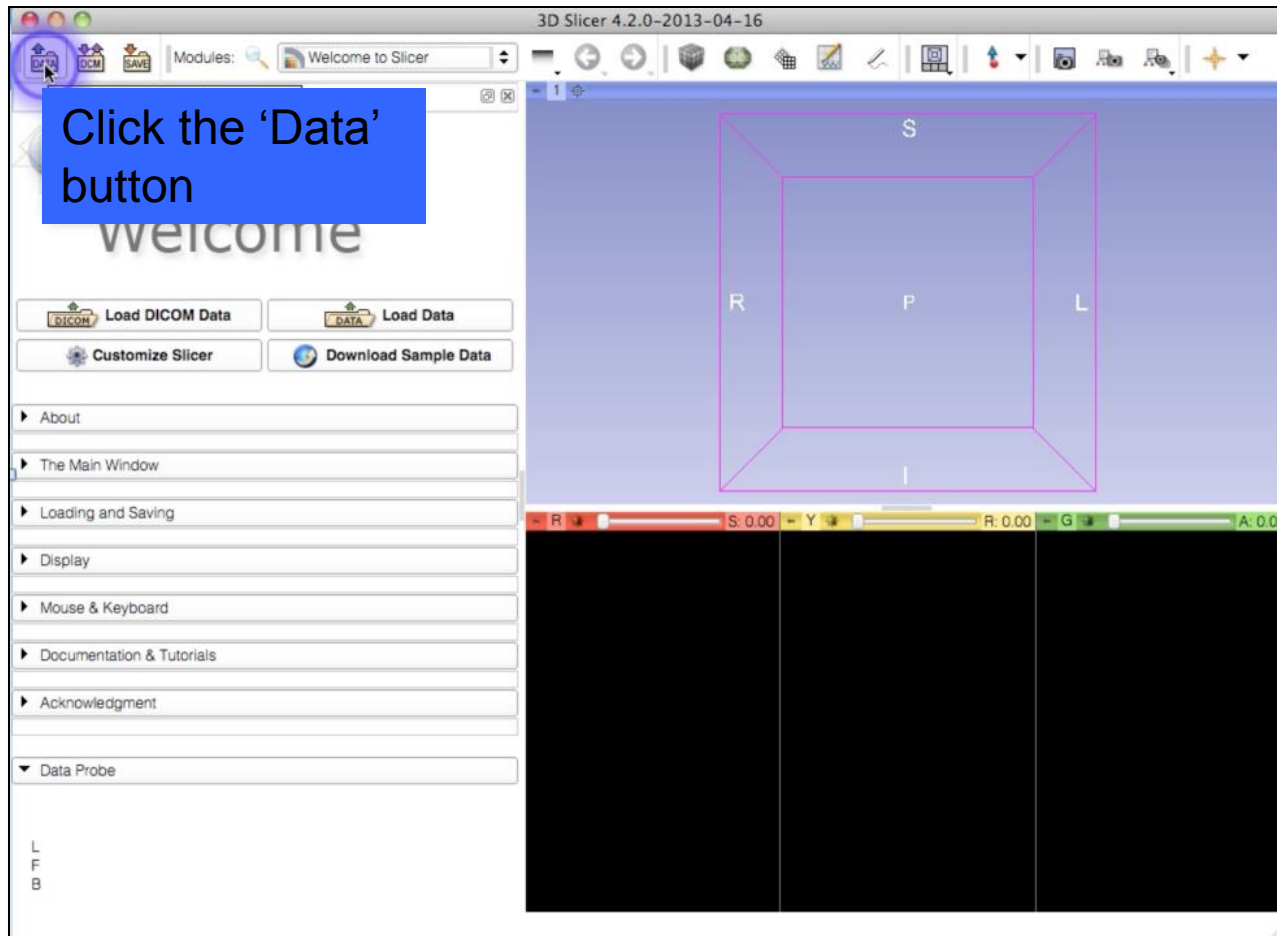 3D Slicer 4.2.0-2013-04-16
DATA DCM SAVE Modules: Welcome to Slicer
1
Click the ‘Data’
button
Welcome
DICOM Load DICOM Data
DATA Load Data
Customize Slicer
Download Sample Data
About
The Main Window
Loading and Saving
Display
Mouse & Keyboard
Documentation & Tutorials
Acknowledgment
Data Probe
L
F
B
S
R P L
I
R S: 0.00 Y R: 0.00 G A: 0.0